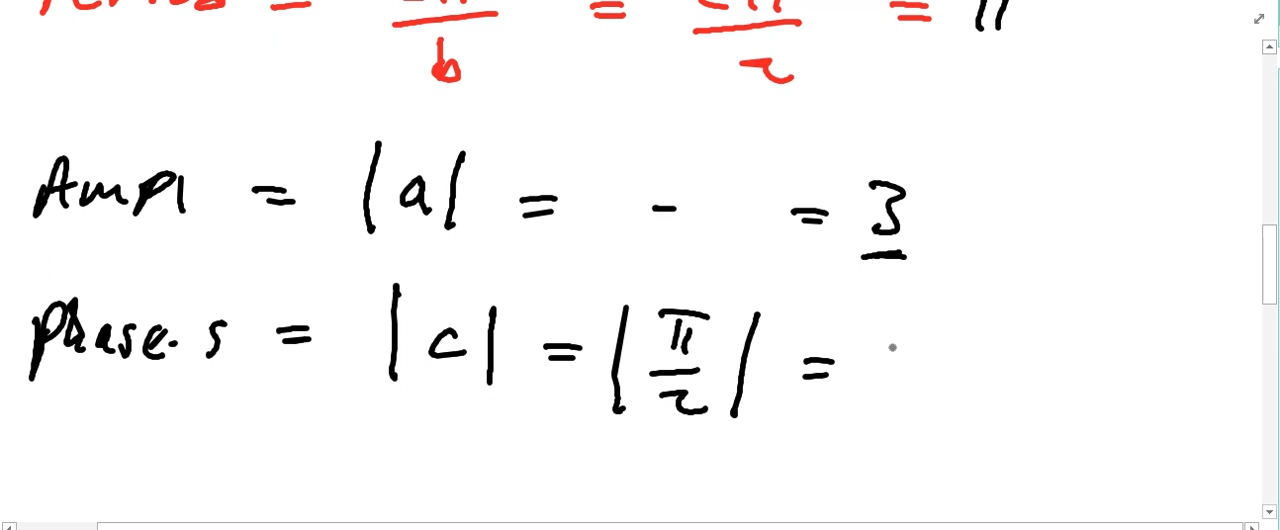 Period = 2π/b = 2π/2 = π
Ampl = |a| = - = 3
phase. s = |c| = |π/2| =